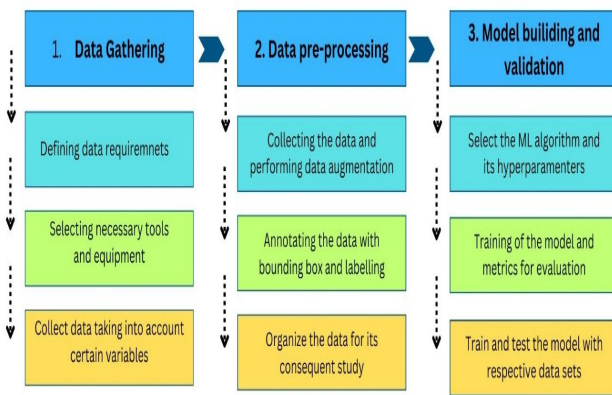 1. Data Gathering
Defining data requiremnets
Selecting necessary tools
and equipment
Collect data taking into account
certain variables
2. Data pre-processing
Collecting the data and
performing data augmentation
Annotating the data with
bounding box and labelling
Organize the data for its
consequent study
3. Model builiding and
validation
Select the ML algorithm and
its hyperparamenters
Training of the model and
metrics for evaluation
Train and test the model with
respective data sets